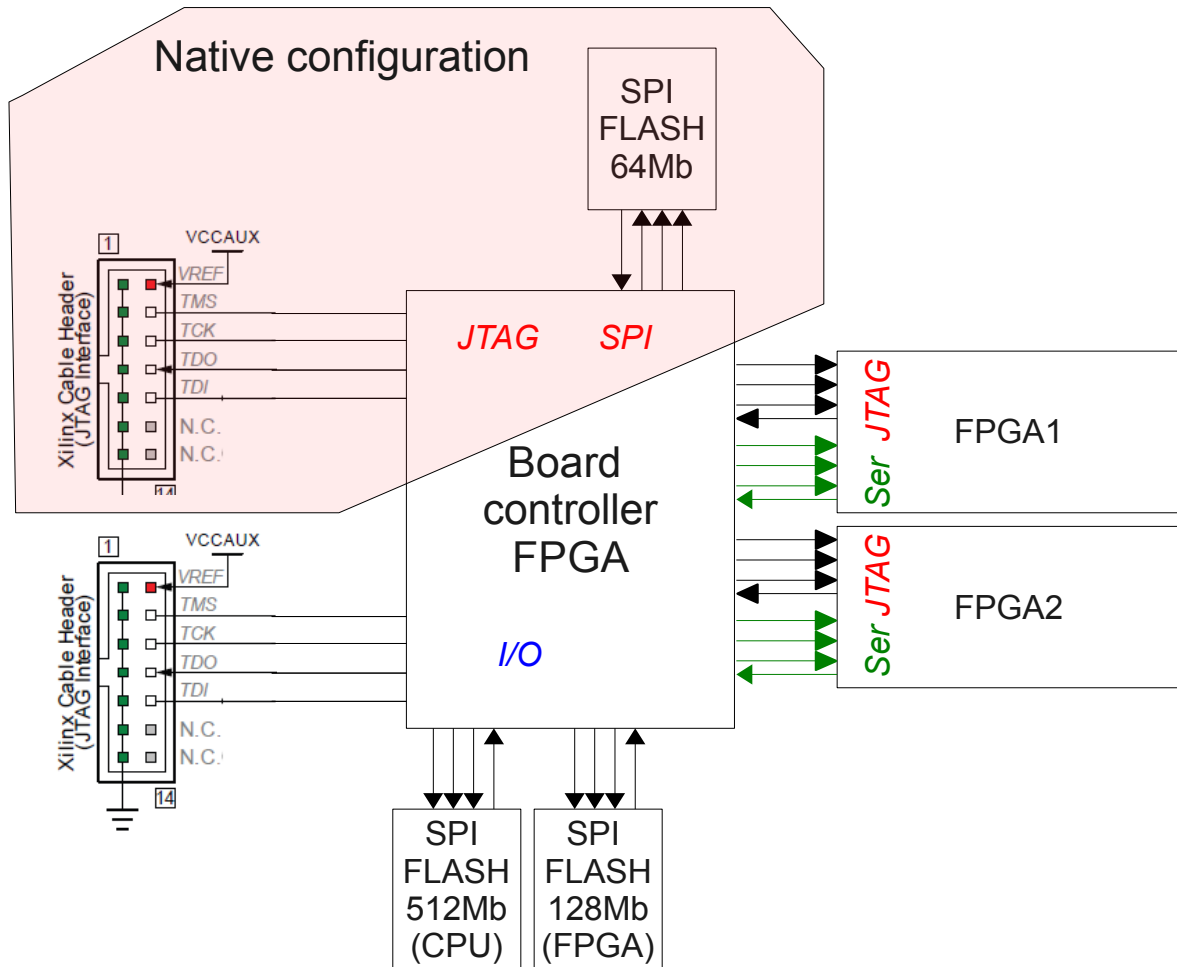 Native configuration
SPI
FLASH
64Mb
1
VCCAUX
VREF
TMS
TCK
TDO
TDI
N.C.
N.C.
14
Xilinx Cable Header
(JTAG Interface)
JTAG
SPI
Board
controller
FPGA
I/O
JTAG
Ser
FPGA1
JTAG
Ser
FPGA2
1
VCCAUX
VREF
TMS
TCK
TDO
TDI
N.C.
N.C.
14
Xilinx Cable Header
(JTAG Interface)
SPI
FLASH
512Mb
(CPU)
SPI
FLASH
128Mb
(FPGA)